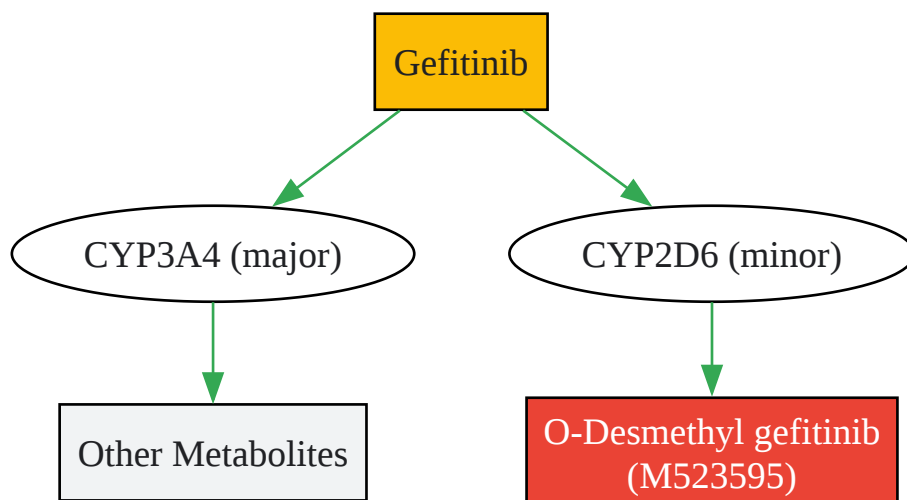 Gefitinib
CYP3A4 (major)
CYP2D6 (minor)
Other Metabolites
O-Desmethyl gefitinib
(M523595)